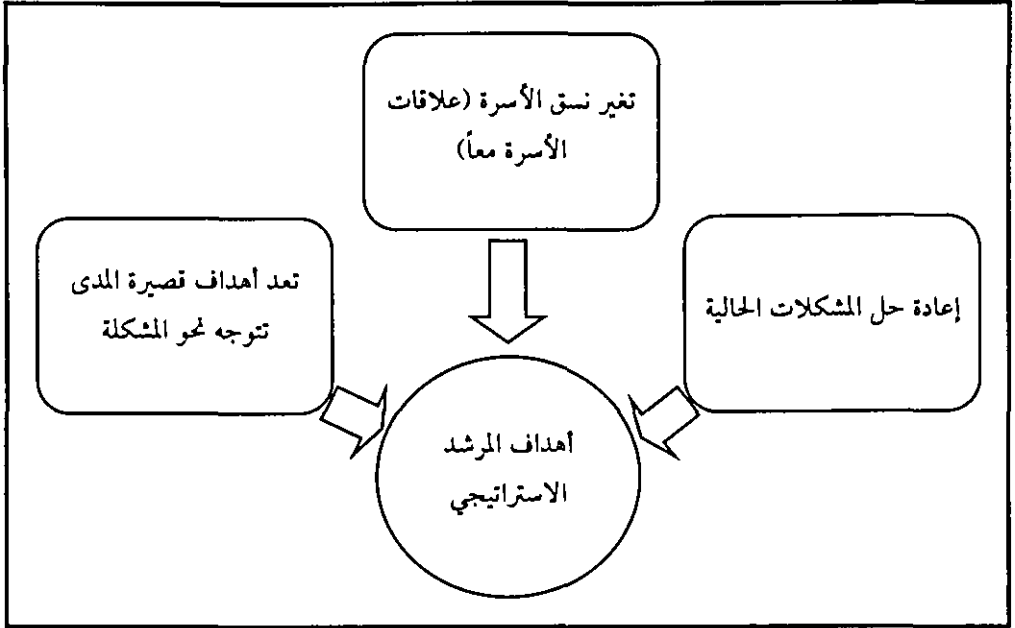 تغير نسق الأسرة (علاقات
الأسرة معاً)
إعادة حل المشكلات الحالية
تعد أهداف قصيرة المدى
تتوجه نحو المشكلة
أهداف المرشد
الاستراتيجي